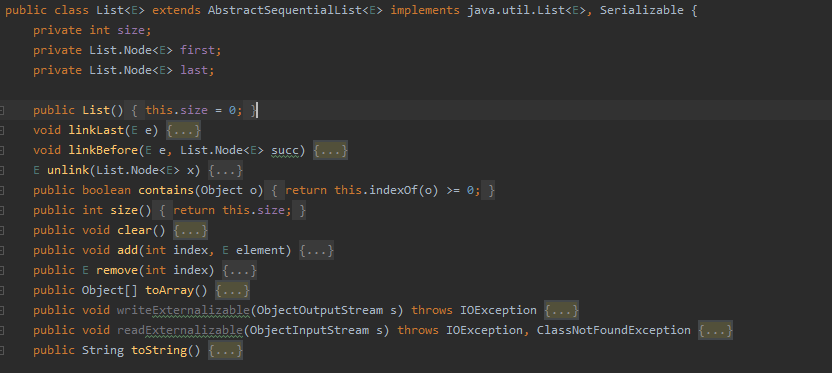 public class List<E> extends AbstractSequentialList<E> implements java.util.List<E>, Serializable {
private int size;
private List.Node<E> first;
private List.Node<E> last;
public List() { this.size = 0; }
void linkLast(E e) {...}
void linkBefore(E e, List.Node<E> succ) {...}
E unlink(List.Node<E> x) {...}
public boolean contains(Object o) { return this.indexOf(o) >= 0; }
public int size() { return this.size; }
public void clear() {...}
public void add(int index, E element) {...}
public E remove(int index) {...}
public Object[] toArray() {...}
public void writeExternalizable(ObjectOutputStream s) throws IOException {...}
public void readExternalizable(ObjectInputStream s) throws IOException, ClassNotFoundException {...}
public String toString() {...}